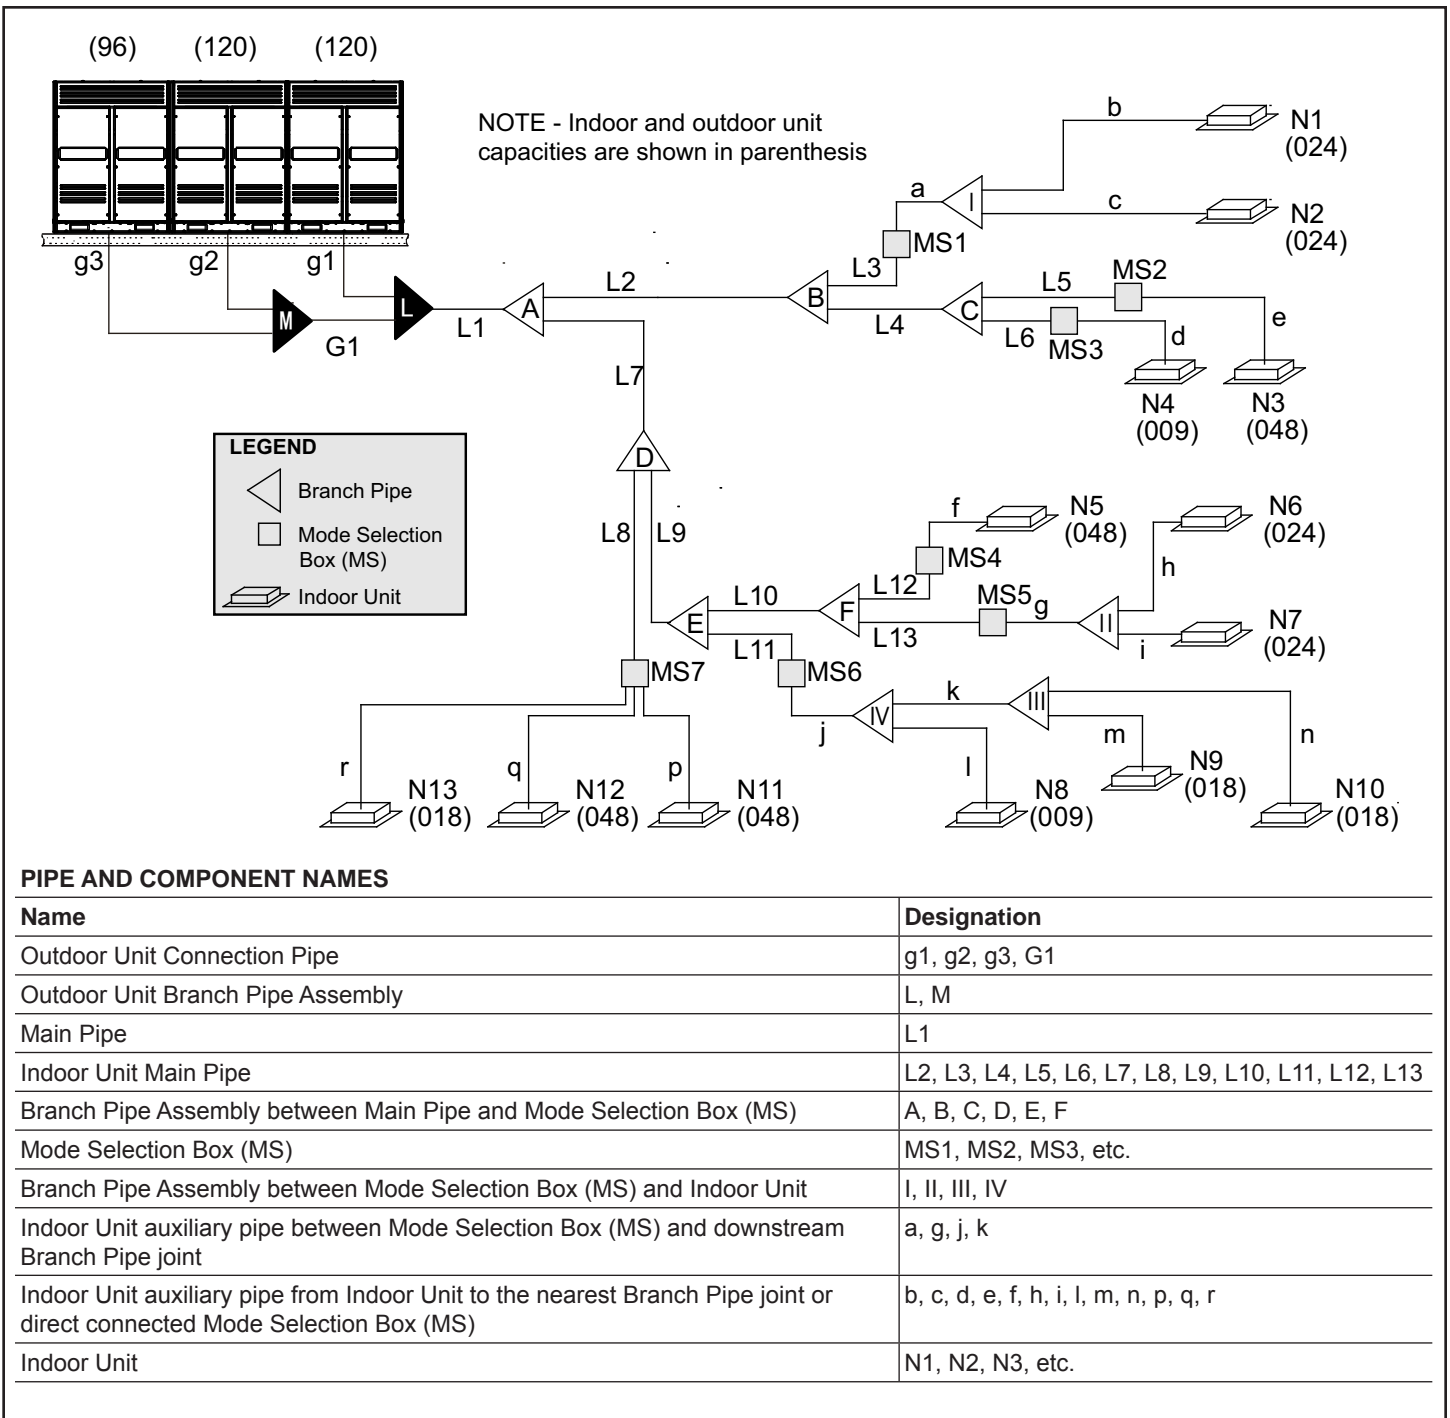 (96) (120) (120)
NOTE - Indoor and outdoor unit
capacities are shown in parenthesis
b
N1
(024)
a
I
c
N2
(024)
MS1
g3 g2 g1
L3
MS2
L2
L5
A
B
C
L
M
L1
L4
L6
MS3
d
e
G1
L7
N4
(009)
N3
(048)
LEGEND
Branch Pipe
Mode Selection
Box (MS)
Indoor Unit
D
L8 L9
f
N5
(048)
N6
(024)
MS4
h
L10
L12
MS5
g
E
F
II
N7
(024)
L11
L13
i
MS7
MS6
k
III
IV
j
m
n
r
q
p
l
N9
(018)
N13
(018)
N12
(048)
N11
(048)
N8
(009)
N10
(018)
PIPE AND COMPONENT NAMES
Name Designation
Outdoor Unit Connection Pipe g1, g2, g3, G1
Outdoor Unit Branch Pipe Assembly L, M
Main Pipe L1
Indoor Unit Main Pipe L2, L3, L4, L5, L6, L7, L8, L9, L10, L11, L12, L13
Branch Pipe Assembly between Main Pipe and Mode Selection Box (MS) A, B, C, D, E, F
Mode Selection Box (MS) MS1, MS2, MS3, etc.
Branch Pipe Assembly between Mode Selection Box (MS) and Indoor Unit I, II, III, IV
Indoor Unit auxiliary pipe between Mode Selection Box (MS) and downstream a, g, j, k
Branch Pipe joint
Indoor Unit auxiliary pipe from Indoor Unit to the nearest Branch Pipe joint or b, c, d, e, f, h, i, l, m, n, p, q, r
direct connected Mode Selection Box (MS)
Indoor Unit N1, N2, N3, etc.